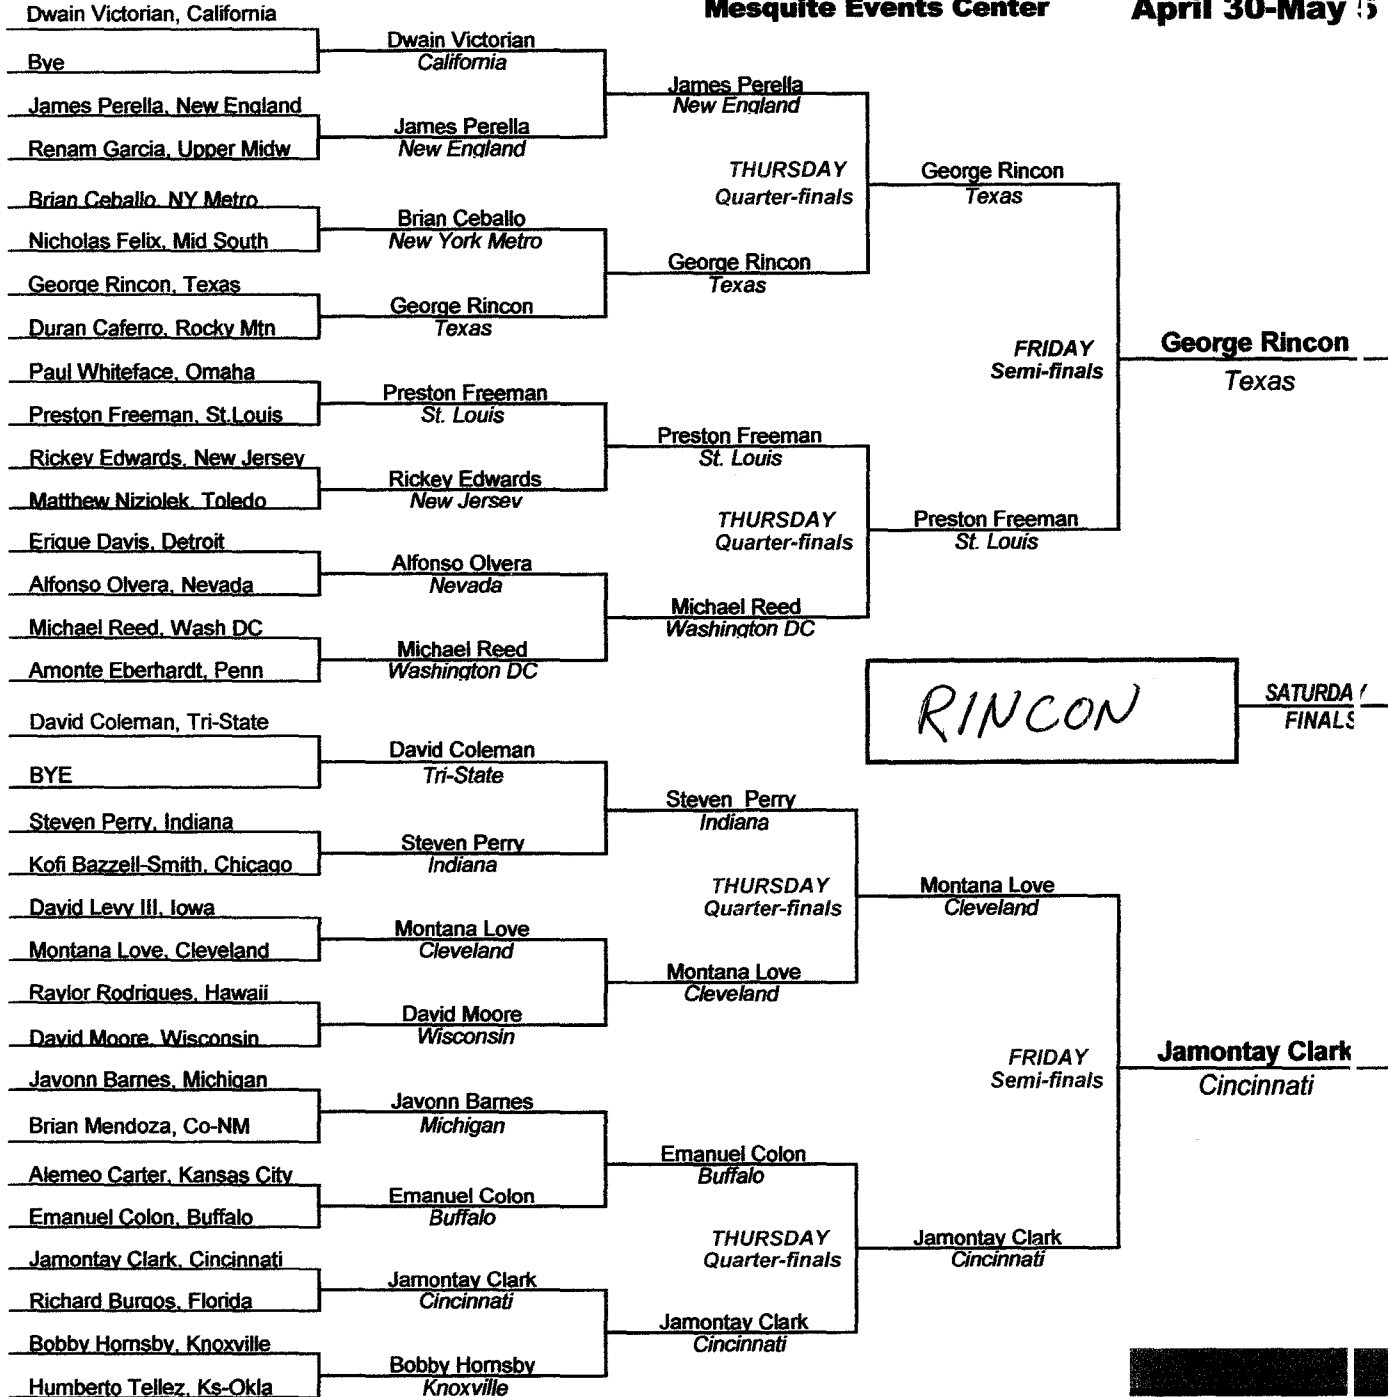 Mesquite Events Center
April 30-May 5
Dwain Victorian, California
Bye
James Perella, New England
Renam Garcia, Upper Midw
Brian Ceballo, NY Metro
Nicholas Felix, Mid South
George Rincon, Texas
Duran Caferro, Rocky Mtn
Paul Whiteface, Omaha
Preston Freeman, St.Louis
Rickey Edwards, New Jersey
Matthew Niziolek, Toledo
Erique Davis, Detroit
Alfonso Olvera, Nevada
Michael Reed, Wash DC
Amonte Eberhardt, Penn
David Coleman, Tri-State
BYE
Steven Perry, Indiana
Kofi Bazzell-Smith, Chicago
David Levy III, Iowa
Montana Love, Cleveland
Raylor Rodrigues, Hawaii
David Moore, Wisconsin
Javonn Barnes, Michigan
Brian Mendoza, Co-NM
Alemeo Carter, Kansas City
Emanuel Colon, Buffalo
Jamontay Clark, Cincinnati
Richard Burgos, Florida
Bobby Hornsby, Knoxville
Humberto Tellez, Ks-Okla
Dwain Victorian
California
James Perella
New England
Brian Ceballo
New York Metro
George Rincon
Texas
Preston Freeman
St. Louis
Rickey Edwards
New Jersey
Alfonso Olvera
Nevada
Michael Reed
Washington DC
David Coleman
Tri-State
Steven Perry
Indiana
Montana Love
Cleveland
David Moore
Wisconsin
Javonn Barnes
Michigan
Emanuel Colon
Buffalo
Jamontay Clark
Cincinnati
Bobby Hornsby
Knoxville
James Perella
New England
THURSDAY
Quarter-finals
George Rincon
Texas
Preston Freeman
St. Louis
THURSDAY
Quarter-finals
Michael Reed
Washington DC
Steven Perry
Indiana
THURSDAY
Quarter-finals
Montana Love
Cleveland
Emanuel Colon
Buffalo
THURSDAY
Quarter-finals
Jamontay Clark
Cincinnati
George Rincon
Texas
FRIDAY
Semi-finals
Preston Freeman
St. Louis
RINCON
Montana Love
Cleveland
FRIDAY
Semi-finals
Jamontay Clark
Cincinnati
George Rincon
Texas
SATURDAY
FINALS
Jamontay Clark
Cincinnati